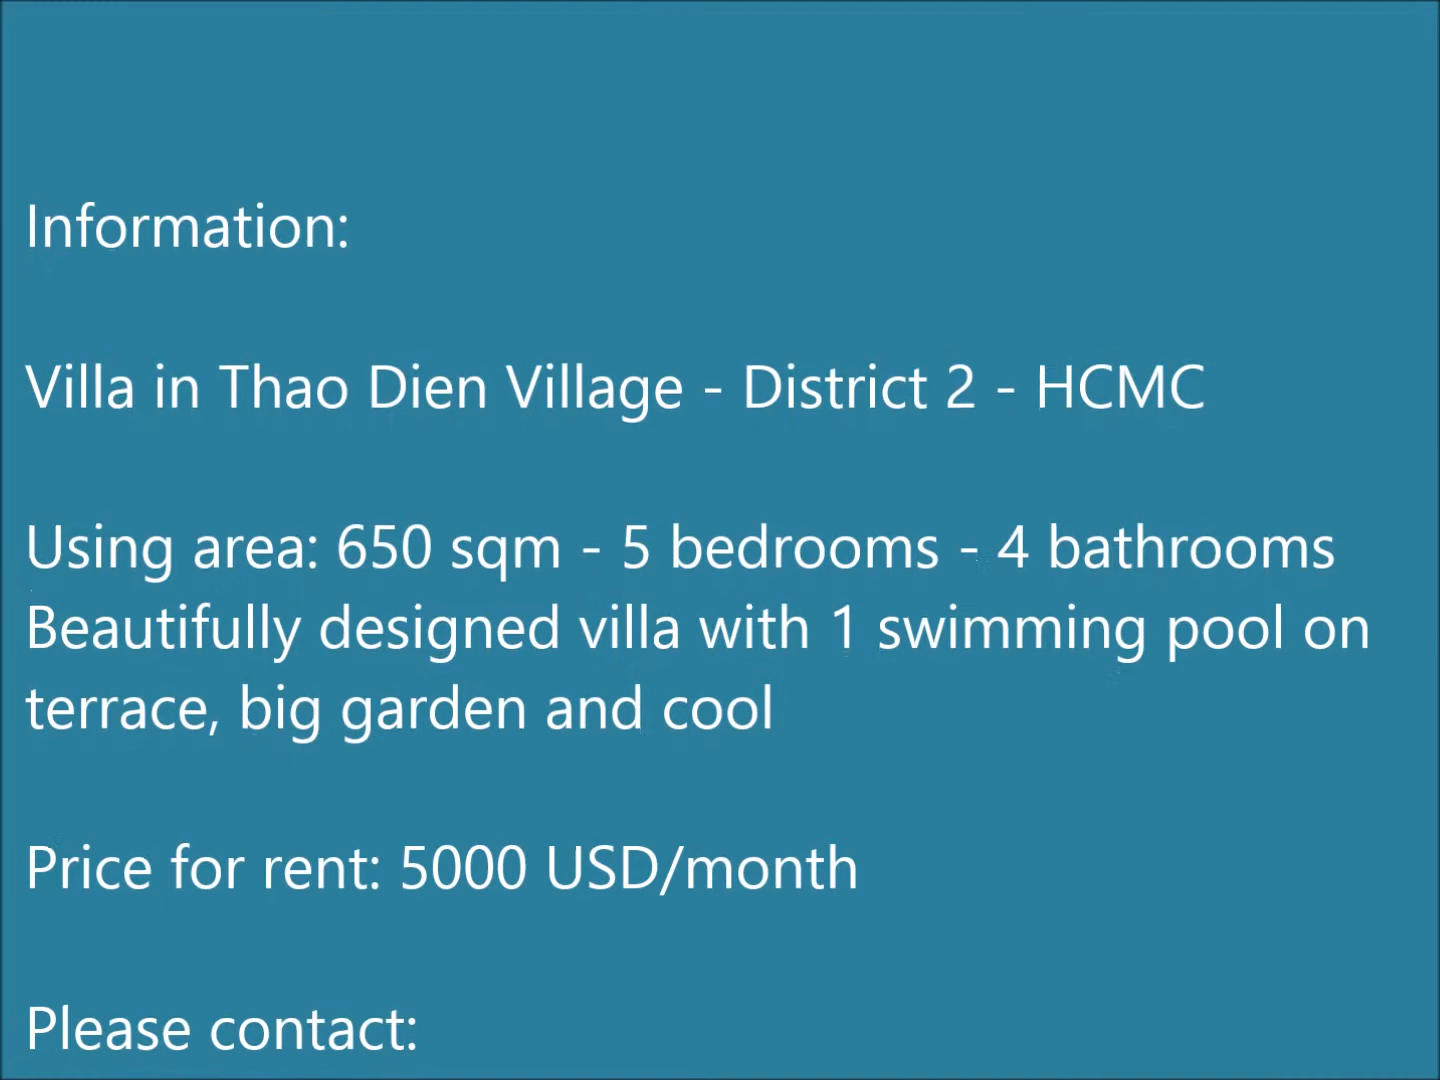 Information:
Villa in Thao Dien Village - District 2 - HCMC
Using area: 650 sqm - 5 bedrooms - 4 bathrooms
Beautifully designed villa with 1 swimming pool on
terrace, big garden and cool
Price for rent: 5000 USD/month
Please contact: